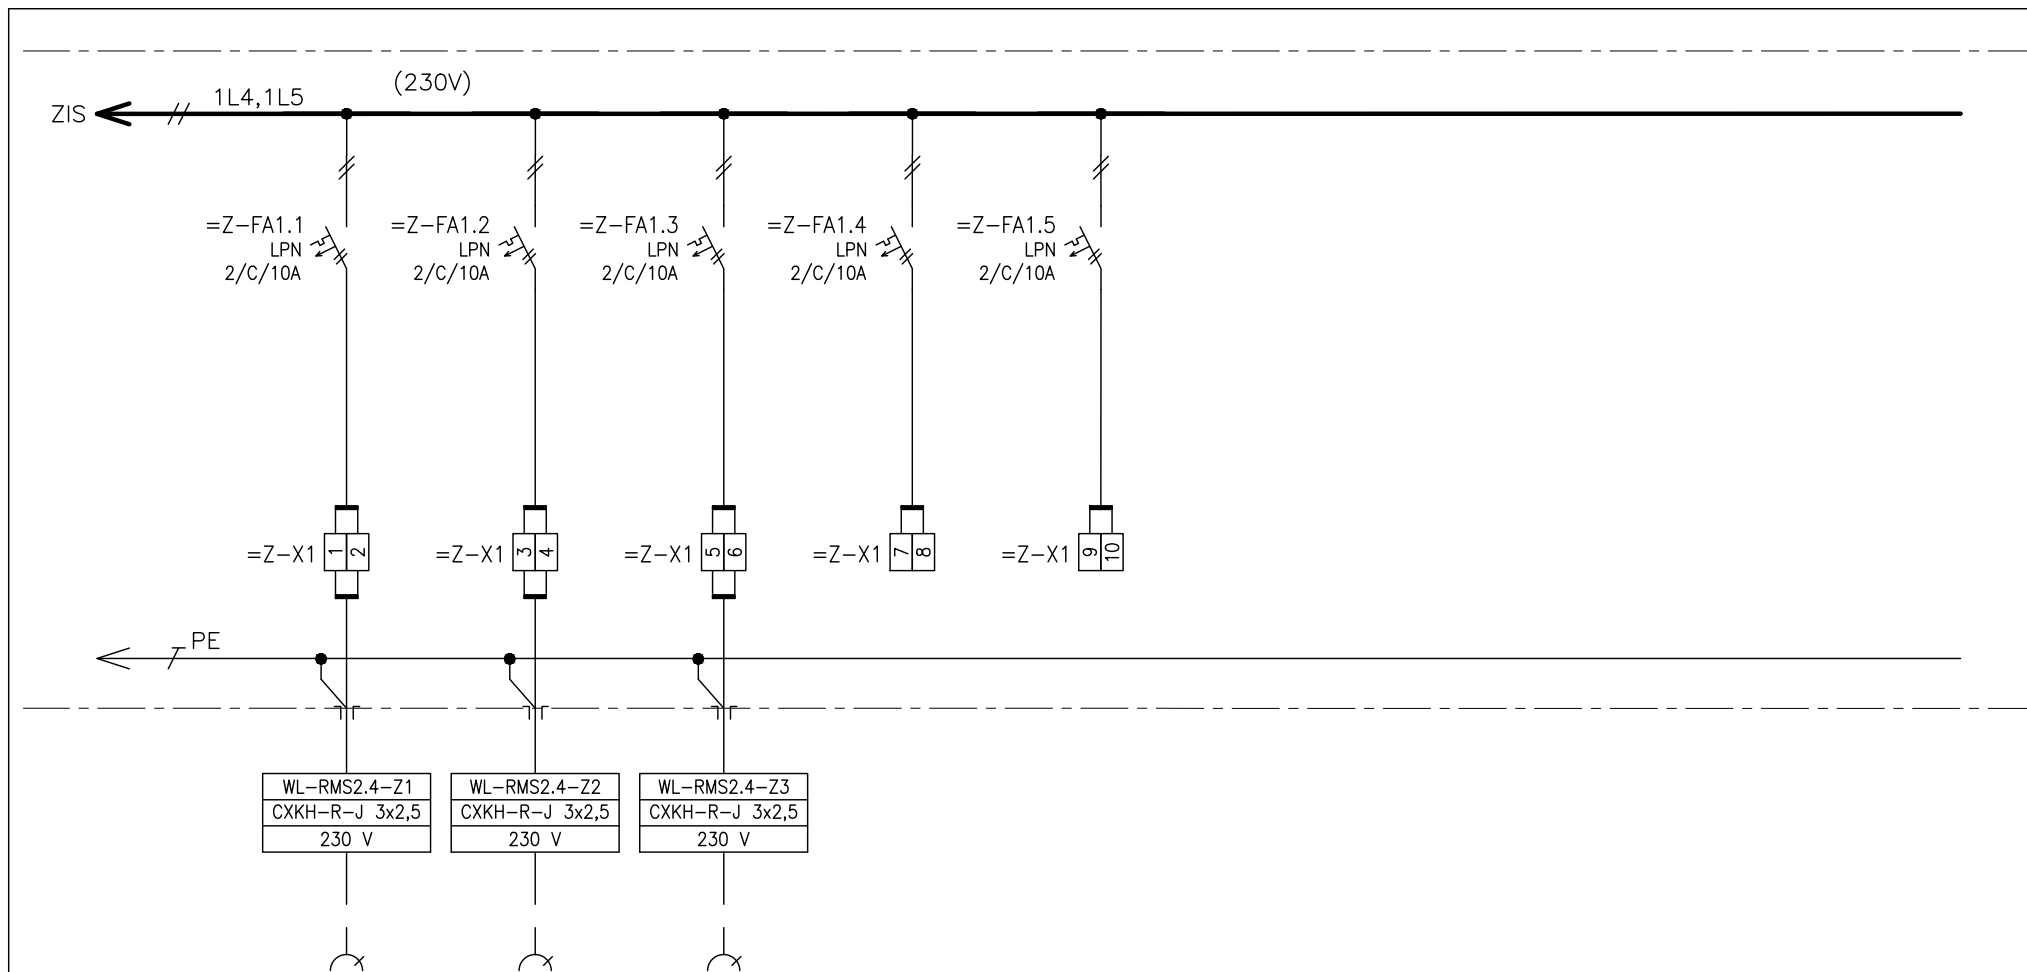 (230V)
1L4,1L5
ZIS
=Z-FA1.1
LPN
2/C/10A
=Z-FA1.2
LPN
2/C/10A
=Z-FA1.3
LPN
2/C/10A
=Z-FA1.4
LPN
2/C/10A
=Z-FA1.5
LPN
2/C/10A
=Z-X1 1 2
=Z-X1 3 4
=Z-X1 5 6
=Z-X1 7 8
=Z-X1 9 10
PE
WL-RMS2.4-Z1
CXKH-R-J 3x2,5
230 V
WL-RMS2.4-Z2
CXKH-R-J 3x2,5
230 V
WL-RMS2.4-Z3
CXKH-R-J 3x2,5
230 V